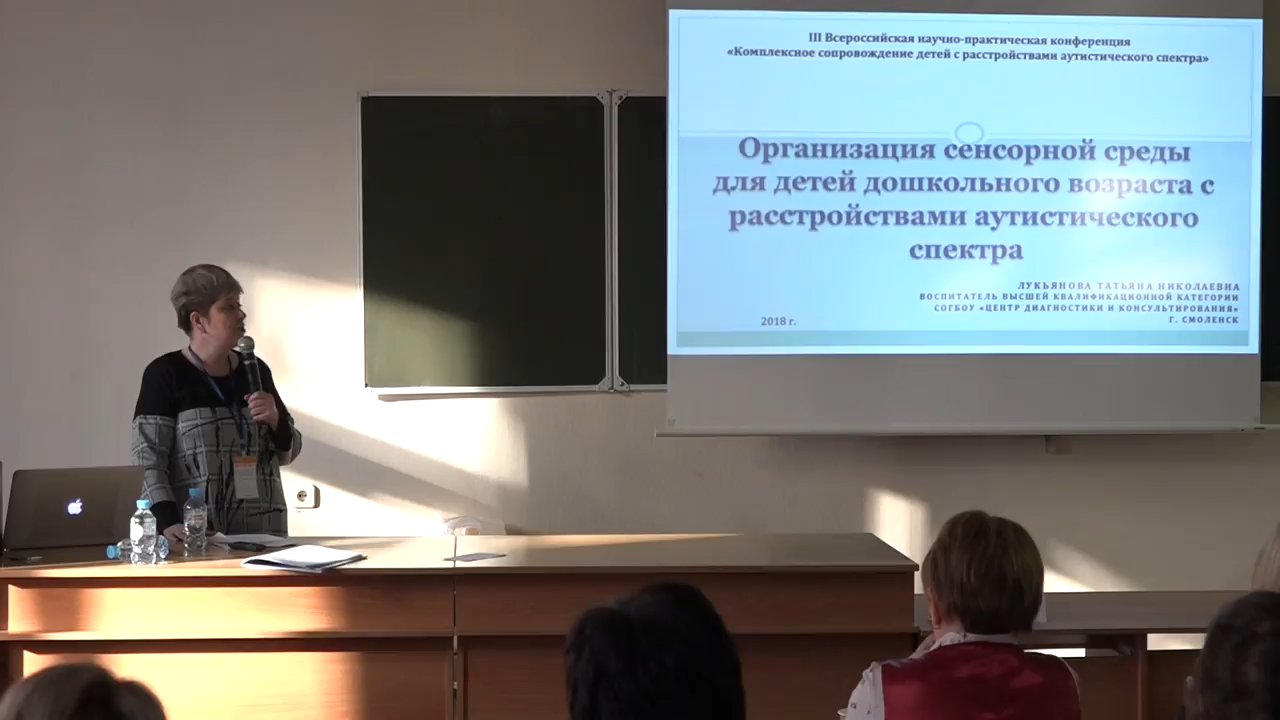 III Всероссийская научно-практическая конференция
«Комплексное сопровождение детей с расстройствами аутистического спектра»
Организация сенсорной среды
для детей дошкольного возраста с
расстройствами аутистического
спектра
ЛУКЬЯНОВА ТАТЬЯНА НИКОЛАЕВНА
ВОСПИТАТЕЛЬ ВЫСШЕЙ КВАЛИФИКАЦИОННОЙ КАТЕГОРИИ
СОГБОУ «ЦЕНТР ДИАГНОСТИКИ И КОНСУЛЬТИРОВАНИЯ»
Г. СМОЛЕНСК
2018 г.